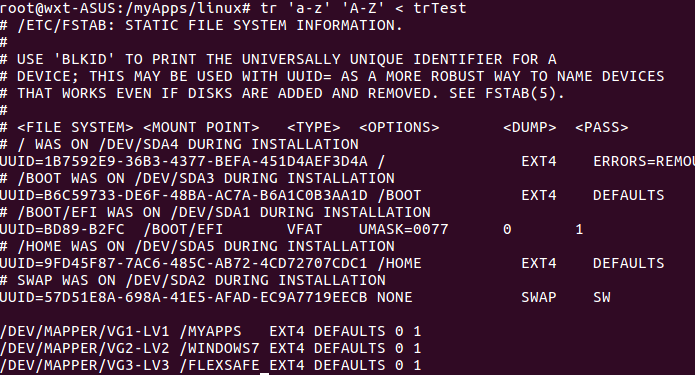 root@wxt-ASUS:/myApps/linux# tr 'a-z' 'A-Z' < trTest
# /ETC/FSTAB: STATIC FILE SYSTEM INFORMATION.
#
# USE 'BLKID' TO PRINT THE UNIVERSALLY UNIQUE IDENTIFIER FOR A
# DEVICE; THIS MAY BE USED WITH UUID= AS A MORE ROBUST WAY TO NAME DEVICES
# THAT WORKS EVEN IF DISKS ARE ADDED AND REMOVED. SEE FSTAB(5).
#
# <FILE SYSTEM> <MOUNT POINT>   <TYPE>  <OPTIONS>       <DUMP>  <PASS>
# / WAS ON /DEV/SDA4 DURING INSTALLATION
UUID=1B7592E9-36B3-4377-BEFA-451D4AEF3D4A /               EXT4    ERRORS=REMOU
# /BOOT WAS ON /DEV/SDA3 DURING INSTALLATION
UUID=B6C59733-DE6F-48BA-AC7A-B6A1C0B3AA1D /BOOT           EXT4    DEFAULTS
# /BOOT/EFI WAS ON /DEV/SDA1 DURING INSTALLATION
UUID=BD89-B2FC  /BOOT/EFI       VFAT    UMASK=0077      0       1
# /HOME WAS ON /DEV/SDA5 DURING INSTALLATION
UUID=9FD45F87-7AC6-485C-AB72-4CD72707CDC1 /HOME           EXT4    DEFAULTS
# SWAP WAS ON /DEV/SDA2 DURING INSTALLATION
UUID=57D51E8A-698A-41E5-AFAD-EC9A7719EECB NONE            SWAP    SW
/DEV/MAPPER/VG1-LV1 /MYAPPS   EXT4 DEFAULTS 0 1
/DEV/MAPPER/VG2-LV2 /WINDOWS7 EXT4 DEFAULTS 0 1
/DEV/MAPPER/VG3-LV3 /FLEXSAFE EXT4 DEFAULTS 0 1